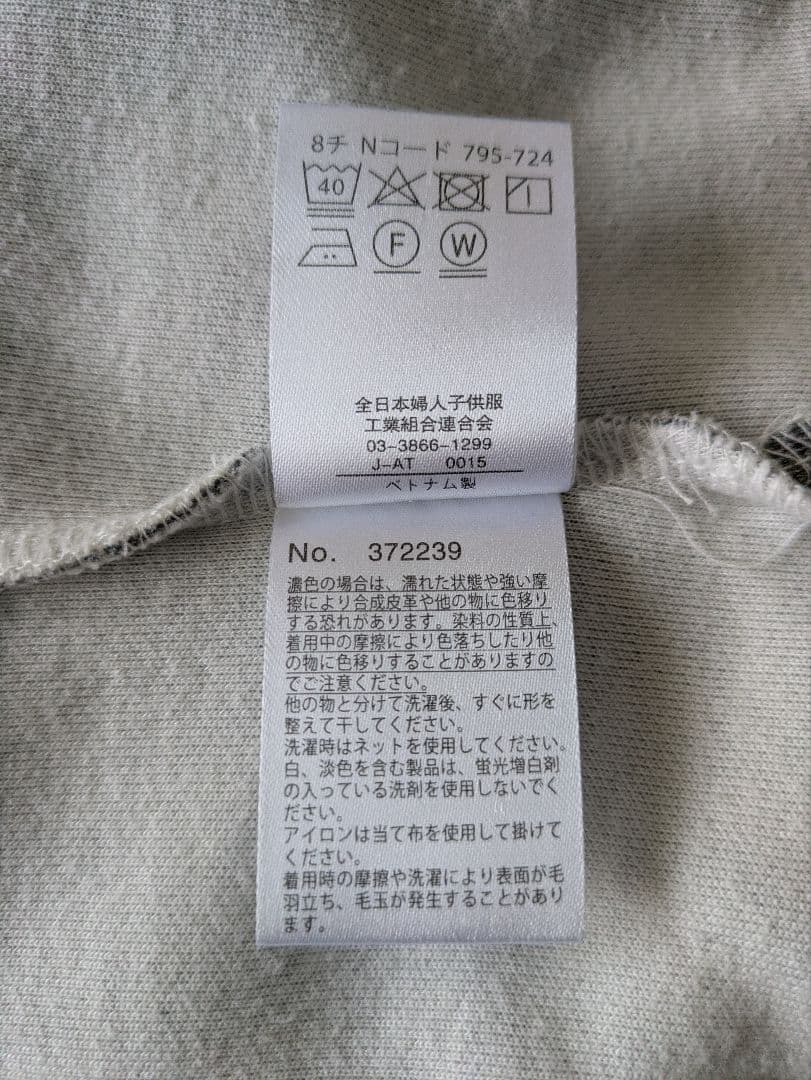 8チ Nコード 795-724
40
F W
全日本婦人子供服
工業組合連合会
03-3866-1299
J-AT 0015
ベトナム製
No. 372239
濃色の場合は、濡れた状態や強い摩
擦により合成皮革や他の物に色移り
する恐れがあります。染料の性質上、
着用中の摩擦により色落ちしたり他
の物に色移りすることがありますの
でご注意ください。
他の物と分けて洗濯後、すぐに形を
整えて干してください。
洗濯時はネットを使用してください。
白、淡色を含む製品は、蛍光増白剤
の入っている洗剤を使用しないでく
ださい。
アイロンは当て布を使用して掛けて
ください。
着用時の摩擦や洗濯により表面が毛
羽立ち、毛玉が発生することがあり
ます。